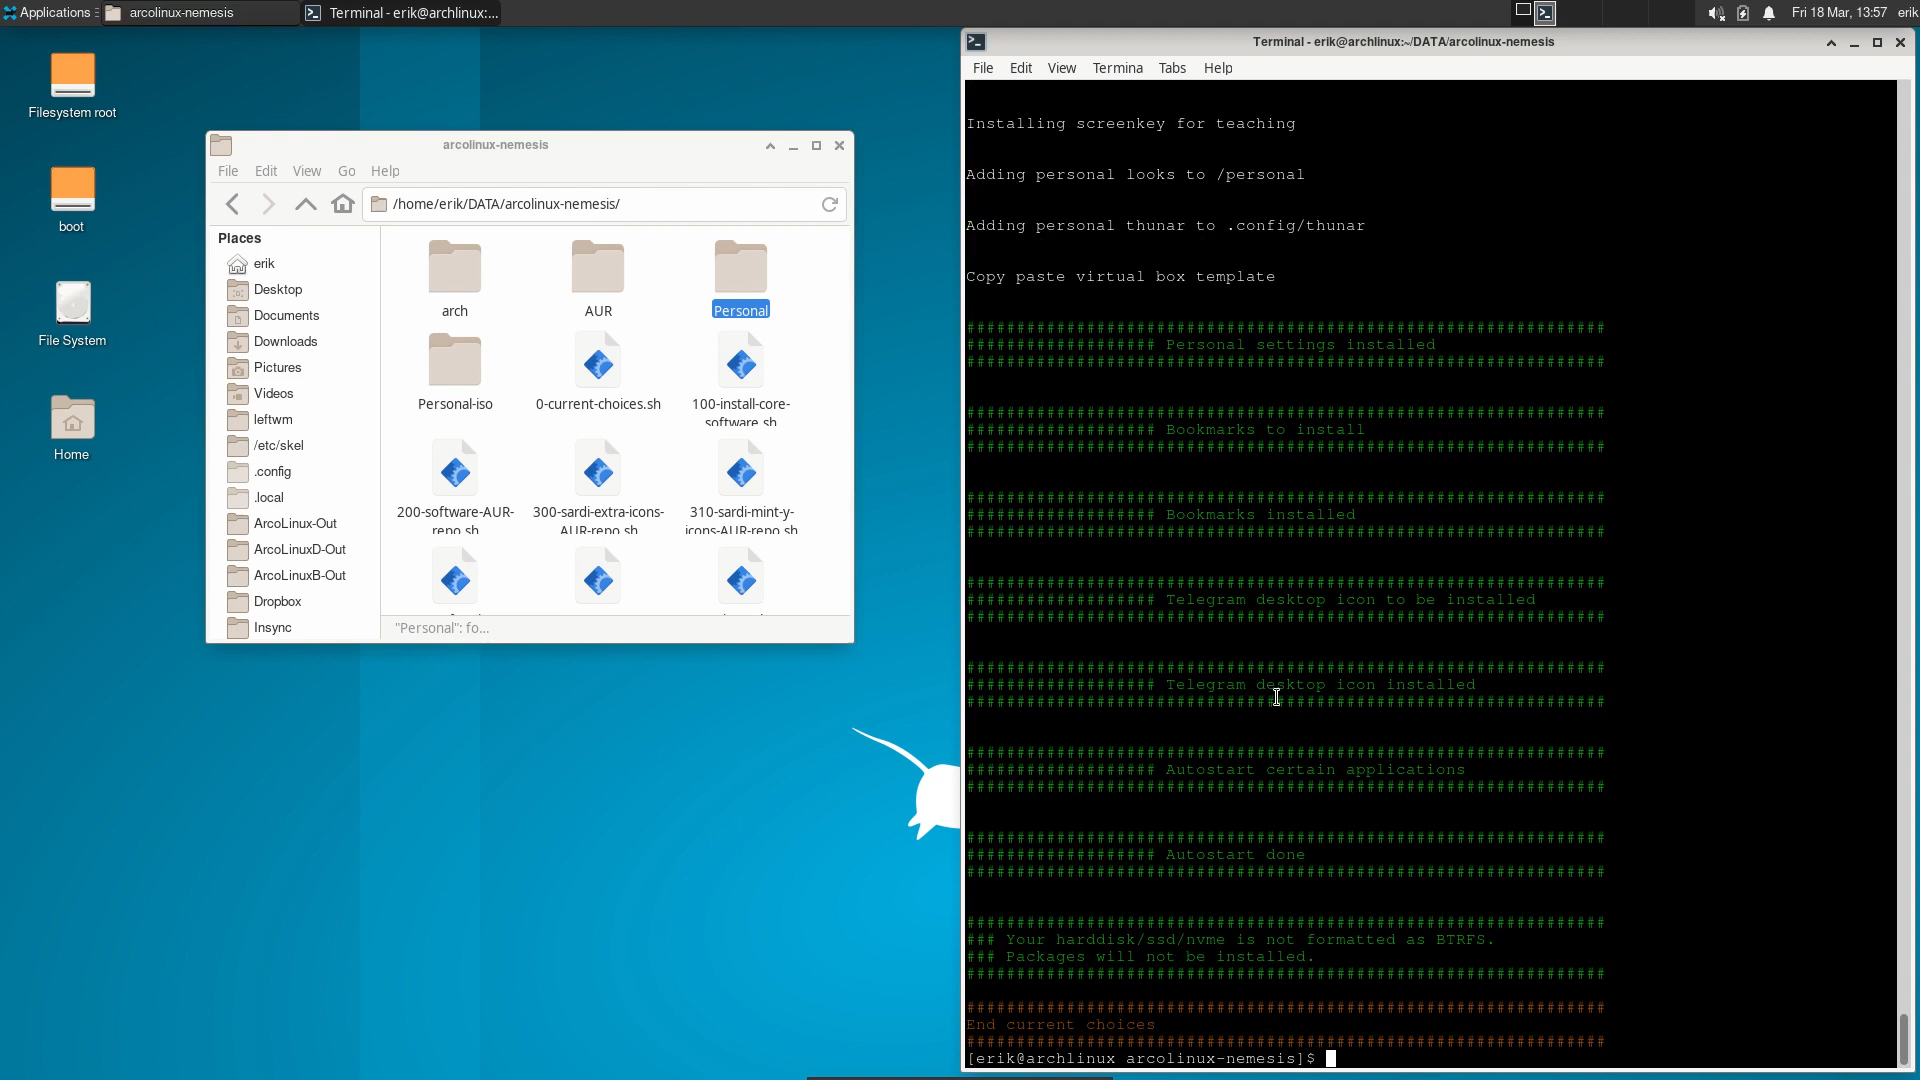 Applications
arcolinux-nemesis
Terminal - erik@archlinux:...
Fri 18 Mar, 13:57
erik
Filesystem root
boot
File System
Home
arcolinux-nemesis
File Edit View Go Help
/home/erik/DATA/arcolinux-nemesis/
Places
erik
Desktop
Documents
Downloads
Pictures
Videos
leftwm
/etc/skel
.config
.local
ArcoLinux-Out
ArcoLinuxD-Out
ArcoLinuxB-Out
Dropbox
Insync
arch
AUR
Personal
Personal-iso
0-current-choices.sh
100-install-core-
software.sh
200-software-AUR-
repo.sh
300-sardi-extra-icons-
AUR-repo.sh
310-sardi-mint-y-
icons-AUR-repo.sh
"Personal": fo...
Terminal - erik@archlinux:~/DATA/arcolinux-nemesis
File Edit View Termina Tabs Help
Installing screenkey for teaching
Adding personal looks to /personal
Adding personal thunar to .config/thunar
Copy paste virtual box template
################################################################
################### Personal settings installed
################################################################
################################################################
################### Bookmarks to install
################################################################
################################################################
################### Bookmarks installed
################################################################
################################################################
################### Telegram desktop icon to be installed
################################################################
################################################################
################### Telegram desktop icon installed
################################################################
################################################################
################### Autostart certain applications
################################################################
################################################################
################### Autostart done
################################################################
################################################################
### Your harddisk/ssd/nvme is not formatted as BTRFS.
### Packages will not be installed.
################################################################
################################################################
End current choices
################################################################
[erik@archlinux arcolinux-nemesis]$